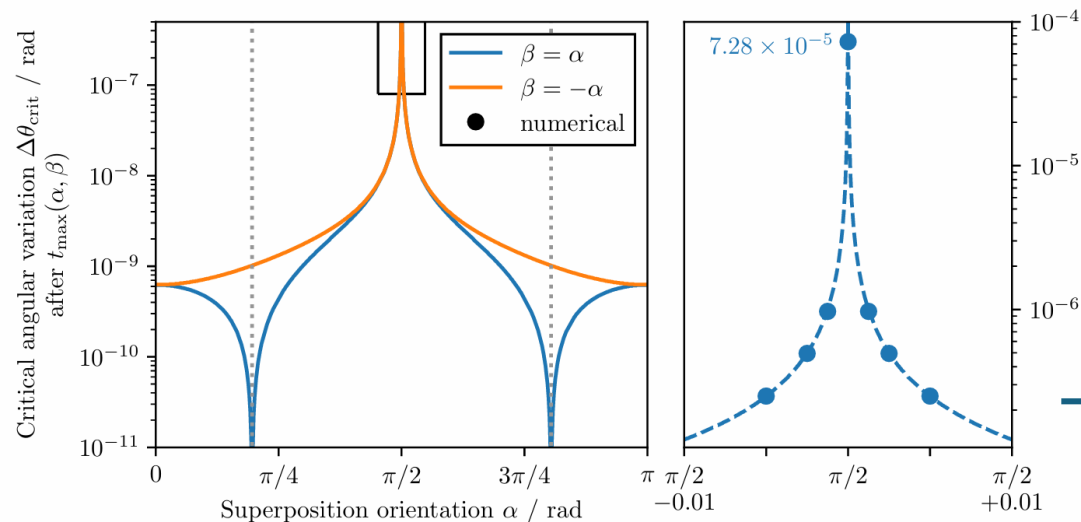 Critical angular variation Δθ_crit / rad
after t_max(α, β)
10⁻⁷
10⁻⁸
10⁻⁹
10⁻¹⁰
10⁻¹¹
β = α
β = −α
numerical
0
π/4
π/2
3π/4
π
Superposition orientation α / rad
7.28 × 10⁻⁵
10⁻⁴
10⁻⁵
10⁻⁶
π/2
−0.01
π/2
π/2
+0.01